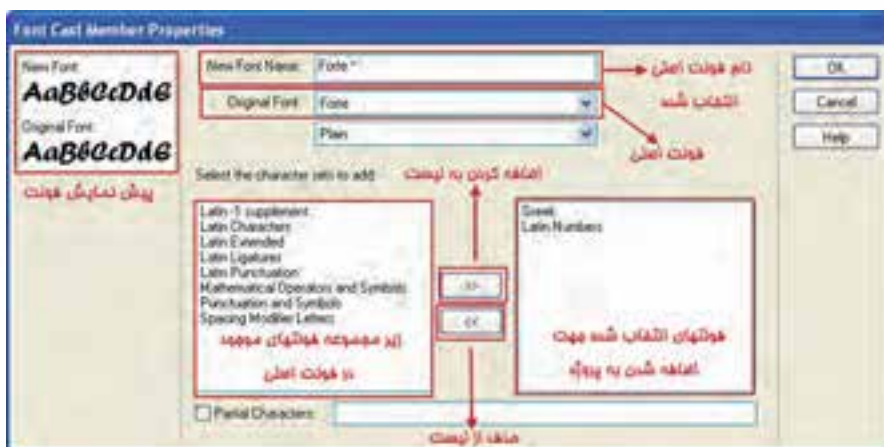 Font Cast Member Properties
New Font:
AaBbCcDdE
Original Font:
AaBbCcDdE
پیش نمایش فونت
New Font Name: Forte *
Original Font: Forte
Plain
نام فونت اصلی
انتخاب شده
فونت اصلی
OK
Cancel
Help
Select the character sets to add:
اضافه کردن به لیست
Latin-1 supplement
Latin Characters
Latin Extended
Latin Ligatures
Latin Punctuation
Mathematical Operators and Symbols
Punctuation and Symbols
Spacing Modifier Letters
زیر مجموعه فونتهای موجود
در فونت اصلی
>>
<<
Greek
Latin Numbers
فونتهای انتخاب شده جهت
اضافه شدن به پروژه
Partial Characters:
حذف از لیست